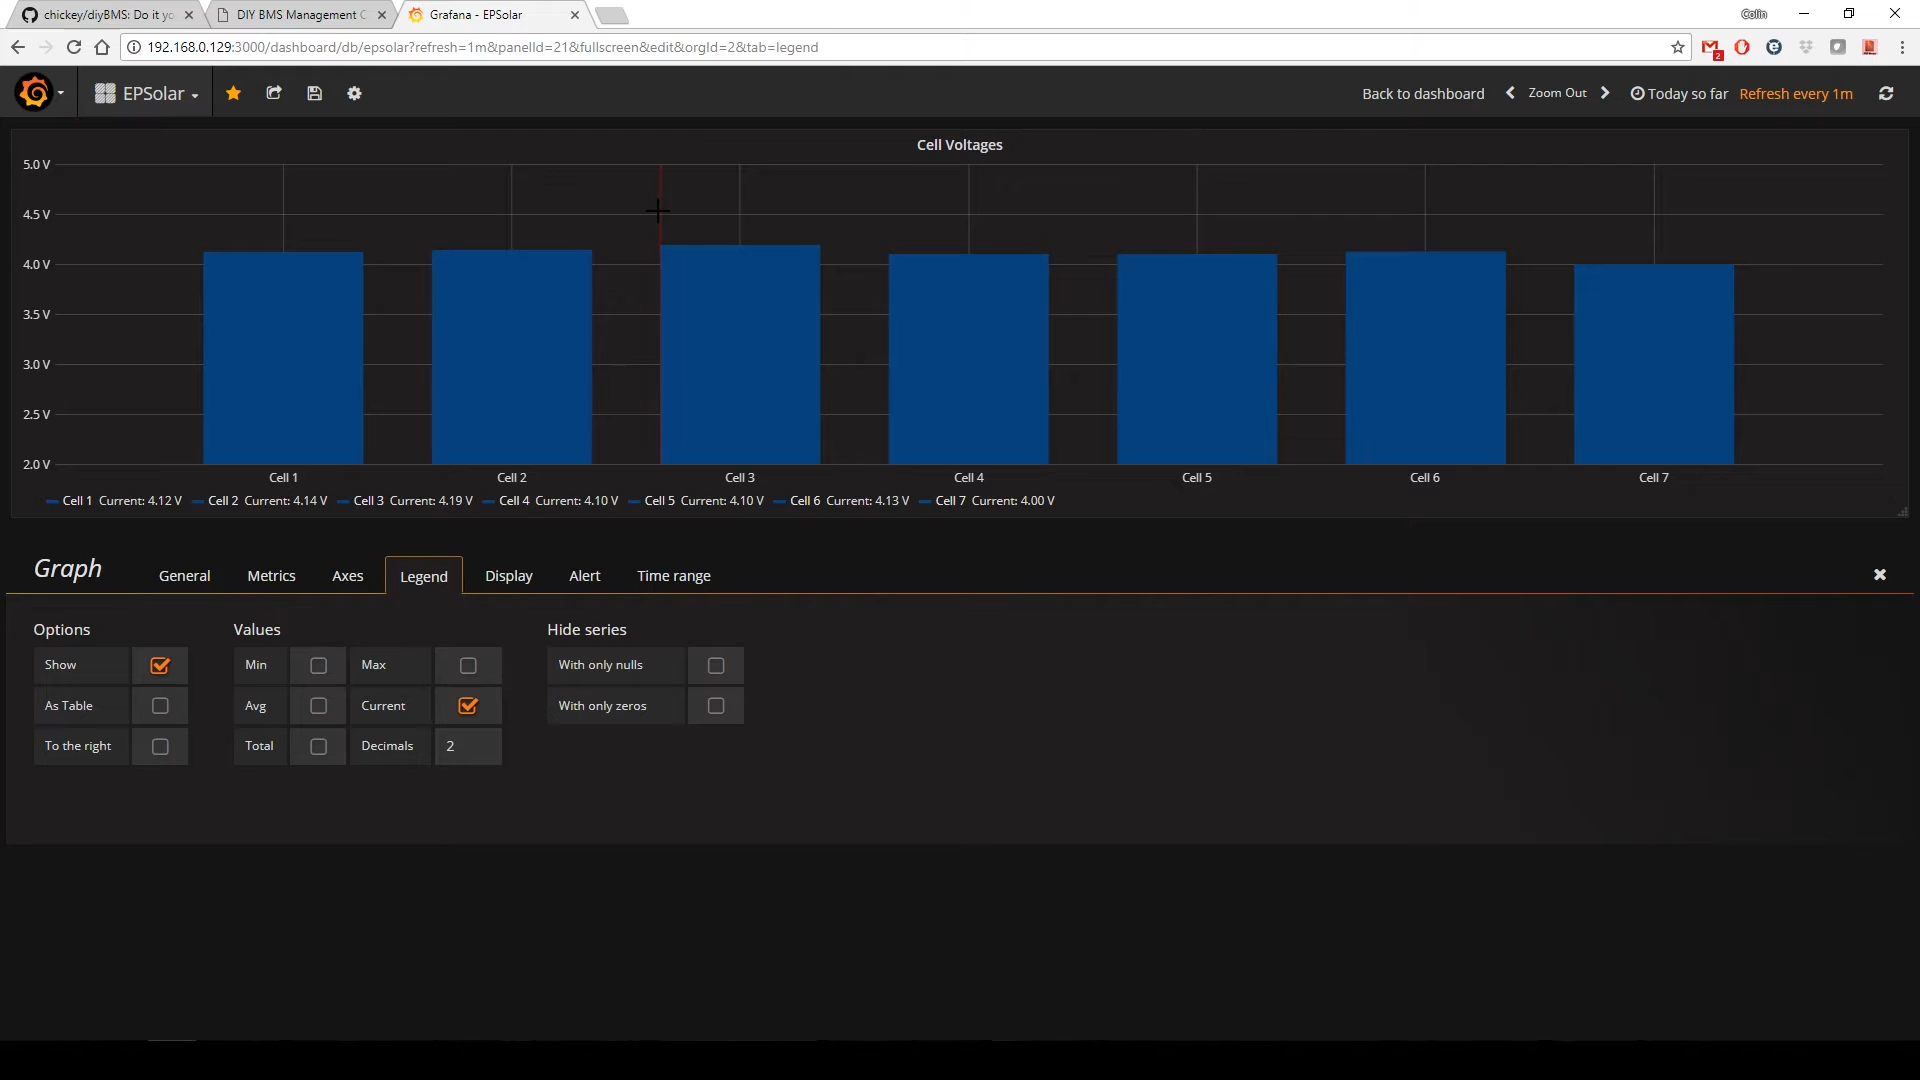 chickey/diyBMS: Do it yo
DIY BMS Management C
Grafana - EPSolar
Colin
192.168.0.129:3000/dashboard/db/epsolar?refresh=1m&panelId=21&fullscreen&edit&orgId=2&tab=legend
2
EPSolar
Back to dashboard
Zoom Out
Today so far
Refresh every 1m
Cell Voltages
5.0 V
4.5 V
4.0 V
3.5 V
3.0 V
2.5 V
2.0 V
Cell 1 Cell 2 Cell 3 Cell 4 Cell 5 Cell 6 Cell 7
Cell 1 Current: 4.12 V Cell 2 Current: 4.14 V Cell 3 Current: 4.19 V Cell 4 Current: 4.10 V Cell 5 Current: 4.10 V Cell 6 Current: 4.13 V Cell 7 Current: 4.00 V
Graph
General Metrics Axes Legend Display Alert Time range
Options
Show
As Table
To the right
Values
Min Max
Avg Current
Total Decimals 2
Hide series
With only nulls
With only zeros